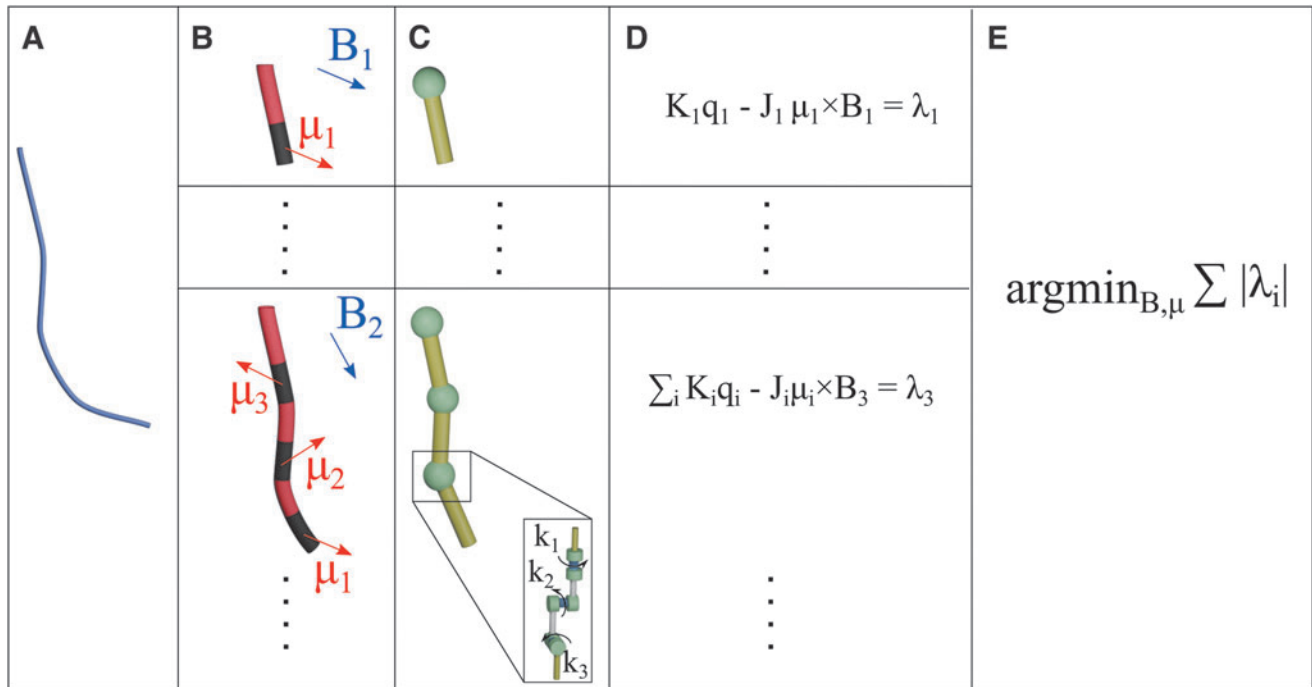 A
B
B₁
μ₁
C
D
K₁q₁ - J₁ μ₁×B₁ = λ₁
E
B₂
μ₃
μ₂
μ₁
k₁
k₂
k₃
∑ᵢ Kᵢqᵢ - Jᵢμᵢ×B₃ = λ₃
argmin_B,μ ∑ |λᵢ|